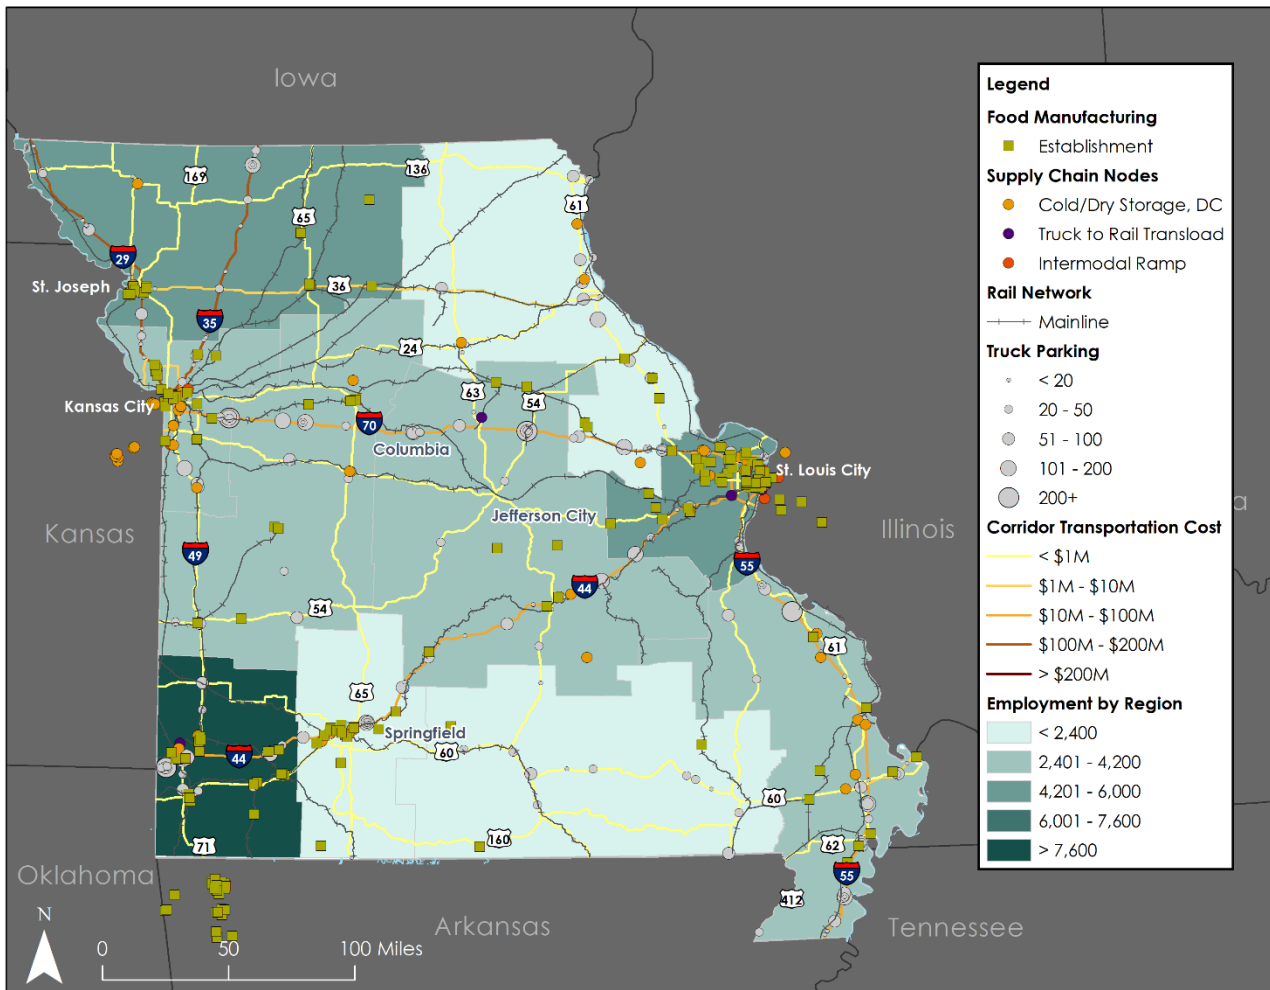 Iowa
Legend
Food Manufacturing
Establishment
Supply Chain Nodes
Cold/Dry Storage, DC
Truck to Rail Transload
Intermodal Ramp
Rail Network
Mainline
Truck Parking
< 20
20 - 50
51 - 100
101 - 200
200+
Corridor Transportation Cost
< $1M
$1M - $10M
$10M - $100M
$100M - $200M
> $200M
Employment by Region
< 2,400
2,401 - 4,200
4,201 - 6,000
6,001 - 7,600
> 7,600
169
136
65
61
29
St. Joseph
36
35
24
63
54
Kansas City
70
Columbia
St. Louis City
Jefferson City
Kansas
Illinois
a
49
55
44
54
61
65
Springfield
44
60
60
71
160
62
55
412
Oklahoma
Arkansas
Tennessee
N
0
50
100 Miles